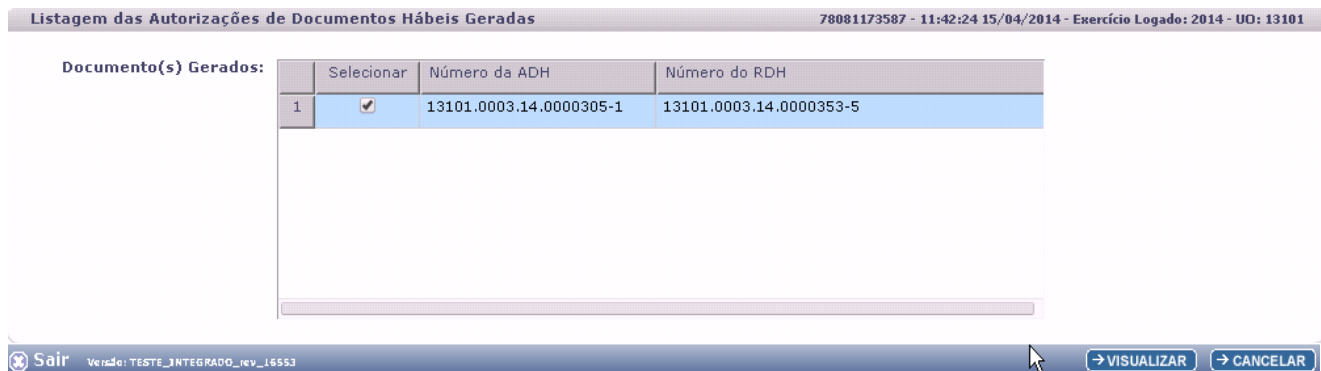 Listagem das Autorizações de Documentos Hábeis Geradas 78081173587 - 11:42:24 15/04/2014 - Exercício Logado: 2014 - UO: 13101
Documento(s) Gerados: Selecionar Número da ADH Número do RDH
1 13101.0003.14.0000305-1 13101.0003.14.0000353-5
Sair Versão: TESTE_INTEGRADO_rev_16553 VISUALIZAR CANCELAR